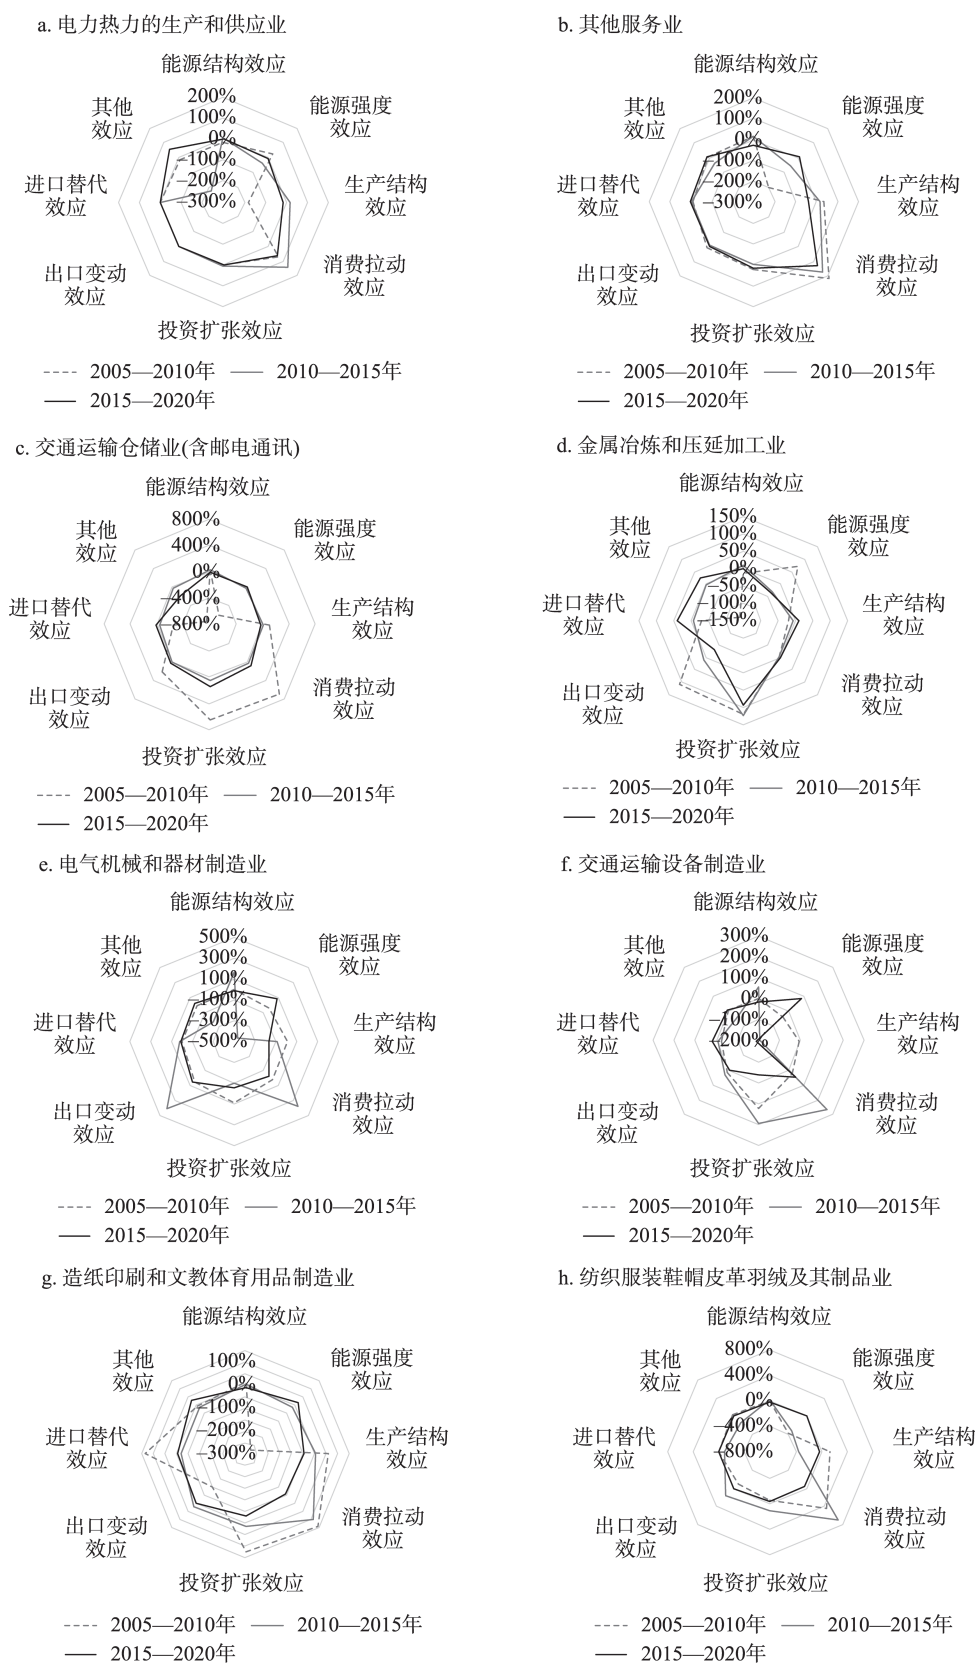 a. 电力热力的生产和供应业
能源结构效应
能源强度
效应
生产结构
效应
消费拉动
效应
投资扩张效应
出口变动
效应
进口替代
效应
其他
效应
200%
100%
0%
–100%
–200%
–300%
2005—2010年
2010—2015年
2015—2020年
b. 其他服务业
能源结构效应
能源强度
效应
生产结构
效应
消费拉动
效应
投资扩张效应
出口变动
效应
进口替代
效应
其他
效应
200%
100%
0%
–100%
–200%
–300%
2005—2010年
2010—2015年
2015—2020年
c. 交通运输仓储业(含邮电通讯)
能源结构效应
能源强度
效应
生产结构
效应
消费拉动
效应
投资扩张效应
出口变动
效应
进口替代
效应
其他
效应
800%
400%
0%
–400%
–800%
2005—2010年
2010—2015年
2015—2020年
d. 金属冶炼和压延加工业
能源结构效应
能源强度
效应
生产结构
效应
消费拉动
效应
投资扩张效应
出口变动
效应
进口替代
效应
其他
效应
150%
100%
50%
0%
–50%
–100%
–150%
2005—2010年
2010—2015年
2015—2020年
e. 电气机械和器材制造业
能源结构效应
能源强度
效应
生产结构
效应
消费拉动
效应
投资扩张效应
出口变动
效应
进口替代
效应
其他
效应
500%
300%
100%
–100%
–300%
–500%
2005—2010年
2010—2015年
2015—2020年
f. 交通运输设备制造业
能源结构效应
能源强度
效应
生产结构
效应
消费拉动
效应
投资扩张效应
出口变动
效应
进口替代
效应
其他
效应
300%
200%
100%
0%
–100%
–200%
2005—2010年
2010—2015年
2015—2020年
g. 造纸印刷和文教体育用品制造业
能源结构效应
能源强度
效应
生产结构
效应
消费拉动
效应
投资扩张效应
出口变动
效应
进口替代
效应
其他
效应
100%
0%
–100%
–200%
–300%
2005—2010年
2010—2015年
2015—2020年
h. 纺织服装鞋帽皮革羽绒及其制品业
能源结构效应
能源强度
效应
生产结构
效应
消费拉动
效应
投资扩张效应
出口变动
效应
进口替代
效应
其他
效应
800%
400%
0%
–400%
–800%
2005—2010年
2010—2015年
2015—2020年